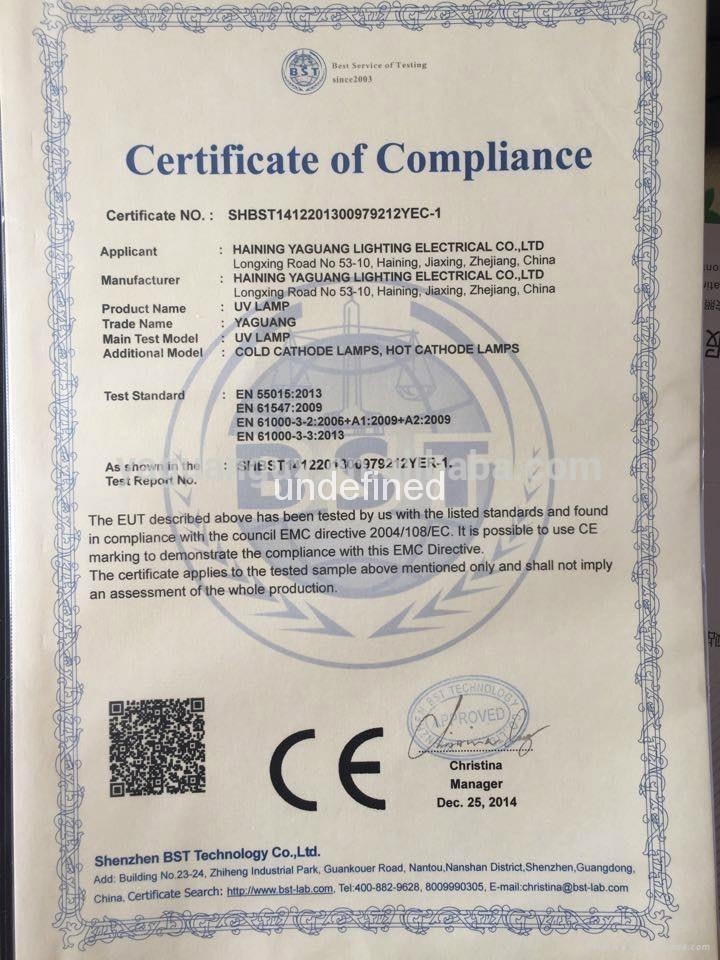 BST
Best Service of Testing
since2003
Certificate of Compliance
Certificate NO. : SHBST1412201300979212YEC-1
Applicant : HAINING YAGUANG LIGHTING ELECTRICAL CO.,LTD
Longxing Road No 53-10, Haining, Jiaxing, Zhejiang, China
Manufacturer : HAINING YAGUANG LIGHTING ELECTRICAL CO.,LTD
Longxing Road No 53-10, Haining, Jiaxing, Zhejiang, China
Product Name : UV LAMP
Trade Name : YAGUANG
Main Test Model : UV LAMP
Additional Model : COLD CATHODE LAMPS, HOT CATHODE LAMPS
Test Standard : EN 55015:2013
EN 61547:2009
EN 61000-3-2:2006+A1:2009+A2:2009
EN 61000-3-3:2013
As shown in the : SHBST1412201300979212YER-1
Test Report No.
BST
undefined
The EUT described above has been tested by us with the listed standards and found
in compliance with the council EMC directive 2004/108/EC. It is possible to use CE
marking to demonstrate the compliance with this EMC Directive.
The certificate applies to the tested sample above mentioned only and shall not imply
an assessment of the whole production.
BST TECHNOLOGY
APPROVED
CE
Christina
Manager
Dec. 25, 2014
Shenzhen BST Technology Co.,Ltd.
Add: Building No.23-24, Zhiheng Industrial Park, Guankouer Road, Nantou,Nanshan District,Shenzhen,Guangdong,
China, Certificate Search: http://www.bst-lab.com, Tel:400-882-9628, 8009990305, E-mail:christina@bst-lab.com